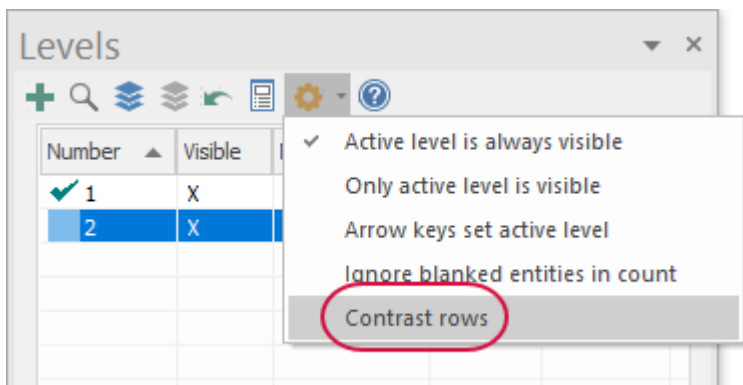 Levels
Number Visible
1 X
2 X
Active level is always visible
Only active level is visible
Arrow keys set active level
Ignore blanked entities in count
Contrast rows